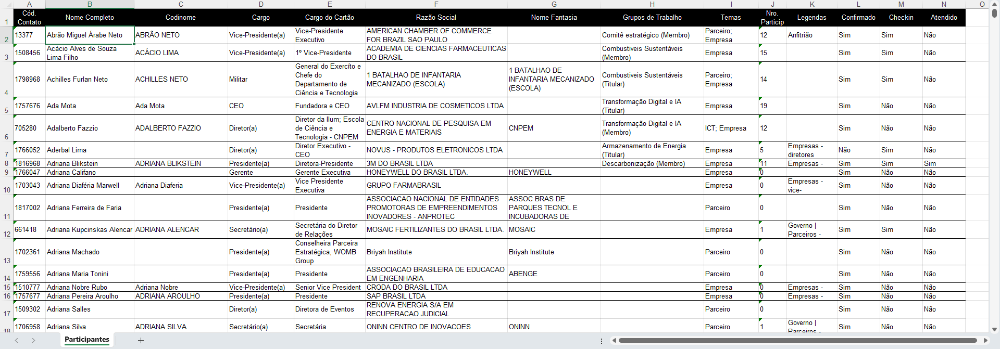 A B C D E F G H I J K L M N O
1 Cód. Contato Nome Completo Codinome Cargo Cargo do Cartão Razão Social Nome Fantasia Grupos de Trabalho Temas Nro. Particip Legendas Confirmado Checkin Atendido
2 13377 Abrão Miguel Árabe Neto ABRÃO NETO Vice-Presidente(a) Vice-Presidente Executivo AMERICAN CHAMBER OF COMMERCE FOR BRAZIL SAO PAULO Comitê estratégico (Membro) Parceiro; Empresa 12 Anfitrião Sim Sim Não
3 1508456 Acácio Alves de Souza Lima Filho ACÁCIO LIMA Vice-Presidente(a) 1º Vice-Presidente ACADEMIA DE CIENCIAS FARMACEUTICAS DO BRASIL Combustiveis Sustentáveis (Membro) Empresa 15 Sim Sim Não
4 1798968 Achilles Furlan Neto ACHILLES NETO Militar General do Exercíto e Chefe do Departamento de Ciência e Tecnologia 1 BATALHAO DE INFANTARIA MECANIZADO (ESCOLA) 1 BATALHAO DE INFANTARIA MECANIZADO (ESCOLA) Combustiveis Sustentáveis (Titular) Parceiro; Empresa 14 Sim Sim Não
5 1757676 Ada Mota Ada Mota CEO Fundadora e CEO AVLFM INDUSTRIA DE COSMETICOS LTDA Transformação Digital e IA (Titular) Empresa 19 Sim Não Não
6 705280 Adalberto Fazzio ADALBERTO FAZZIO Diretor(a) Diretor da Ilum; Escola de Ciência e Tecnologia - CNPEM CENTRO NACIONAL DE PESQUISA EM ENERGIA E MATERIAIS CNPEM Transformação Digital e IA (Membro) ICT; Empresa 12 Sim Não Não
7 1766052 Aderbal Lima Diretor(a) Diretor Executivo - CEO NOVUS - PRODUTOS ELETRONICOS LTDA Armazenamento de Energia (Titular) Empresa 5 Empresas - diretores Não Sim Não
8 1816968 Adriana Blikstein ADRIANA BLIKSTEIN Presidente(a) Diretora-Presidente 3M DO BRASIL LTDA Descarbonização (Membro) Empresa 11 Empresas - Sim Sim Sim
9 1766047 Adriana Califano Gerente Gerente Executiva HONEYWELL DO BRASIL LTDA. HONEYWELL Empresa 0 Sim Não Não
10 1703043 Adriana Diaféria Marwell Adriana Diaferia Vice-Presidente(a) Vice Presidente Executiva GRUPO FARMABRASIL Empresa 0 Empresas - vice- Sim Não Não
11 1817002 Adriana Ferreira de Faria Presidente(a) Presidente ASSOCIACAO NACIONAL DE ENTIDADES PROMOTORAS DE EMPREENDIMENTOS INOVADORES - ANPROTEC ASSOC BRAS DE PARQUES TECNOL E INCUBADORAS DE Parceiro 0 Sim Não Não
12 661418 Adriana Kupcinskas Alencar ADRIANA ALENCAR Secretário(a) Secretária do Diretor de Relações MOSAIC FERTILIZANTES DO BRASIL LTDA. MOSAIC Empresa 1 Governo | Parceiros - Sim Sim Não
13 1702361 Adriana Machado Presidente(a) Conselheira Parceira Estratégica, WOMB Group Briyah Institute Briyah Institute Parceiro 0 Sim Não Não
14 1759556 Adriana Maria Tonini Presidente(a) Presidente ASSOCIACAO BRASILEIRA DE EDUCACAO EM ENGENHARIA ABENGE Parceiro 0 Sim Não Não
15 1510777 Adriana Nobre Rubo Adriana Nobre Vice-Presidente(a) Senior Vice President CRODA DO BRASIL LTDA Empresa 0 Empresas - Sim Não Não
16 1757677 Adriana Pereira Aroulho ADRIANA AROULHO Presidente(a) Presidente SAP BRASIL LTDA Empresa 0 Empresas - Sim Não Não
17 1509302 Adriana Salles Diretor(a) Diretora de Eventos RENOVA ENERGIA S/A EM RECUPERACAO JUDICIAL Parceiro 0 Sim Não Não
18 1706958 Adriana Silva ADRIANA SILVA Secretário(a) Secretária ONINN CENTRO DE INOVACOES ONINN Parceiro 1 Governo | Parceiros - Sim Não Não
Participantes